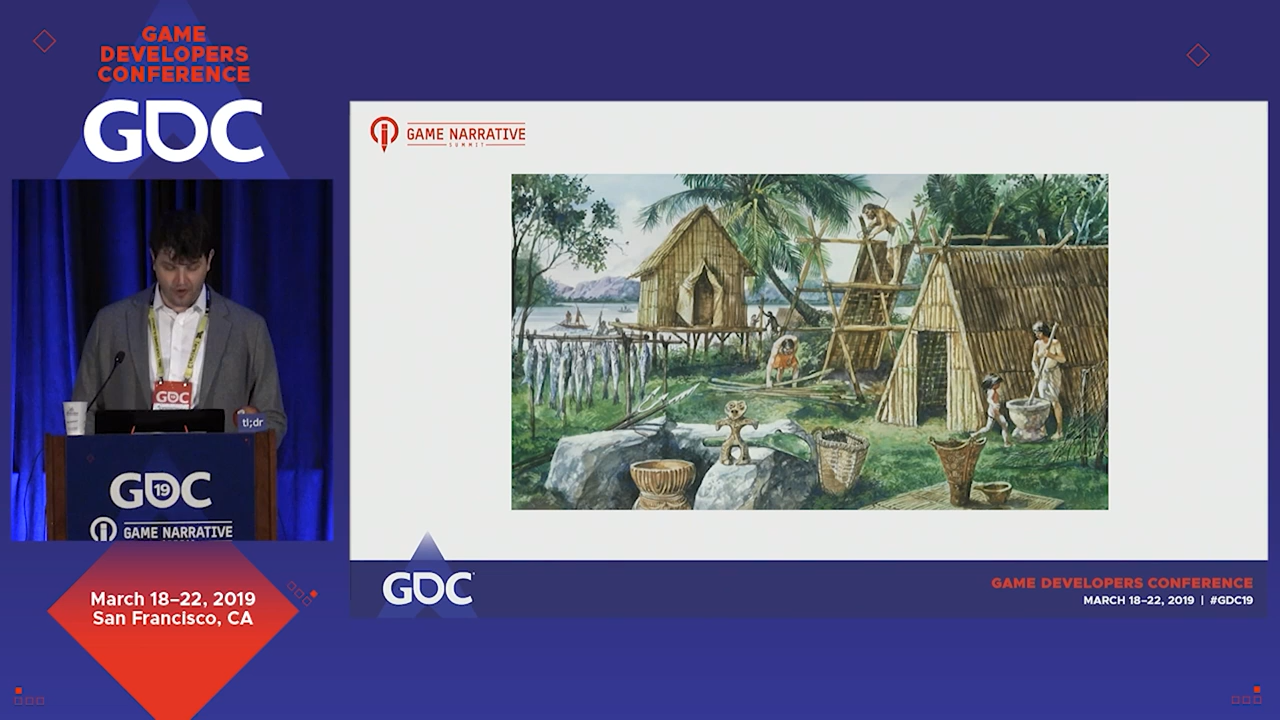 GAME
DEVELOPERS
CONFERENCE
GDC
GAME NARRATIVE
SUMMIT
GDC
tl;dr
GDC
19
GAME NARRATIVE
March 18–22, 2019
San Francisco, CA
GDC
GAME DEVELOPERS CONFERENCE
MARCH 18–22, 2019 | #GDC19